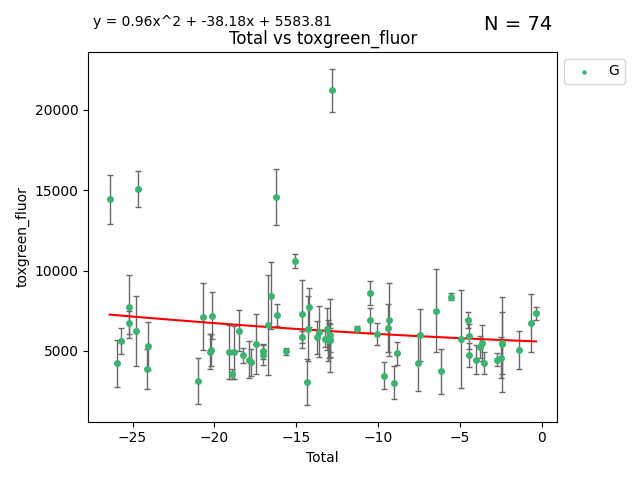 y = 0.96x^2 + -38.18x + 5583.81
N = 74
Total vs toxgreen_fluor
G
20000
15000
10000
5000
toxgreen_fluor
−25
−20
−15
−10
−5
0
Total